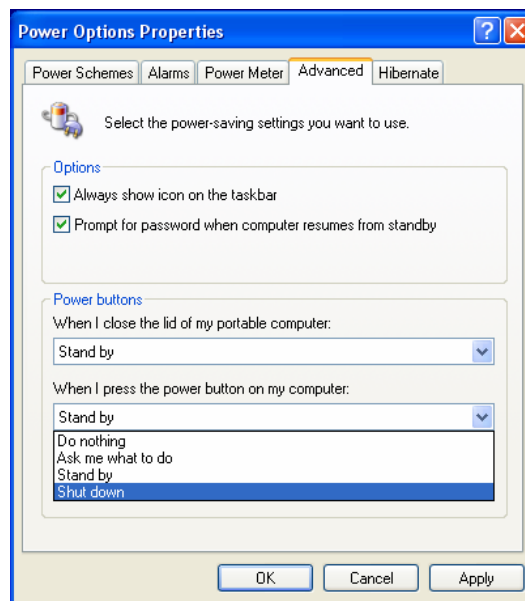 Power Options Properties
Power Schemes Alarms Power Meter Advanced Hibernate
Select the power-saving settings you want to use.
Options
Always show icon on the taskbar
Prompt for password when computer resumes from standby
Power buttons
When I close the lid of my portable computer:
Stand by
When I press the power button on my computer:
Stand by
Do nothing
Ask me what to do
Stand by
Shut down
OK Cancel Apply